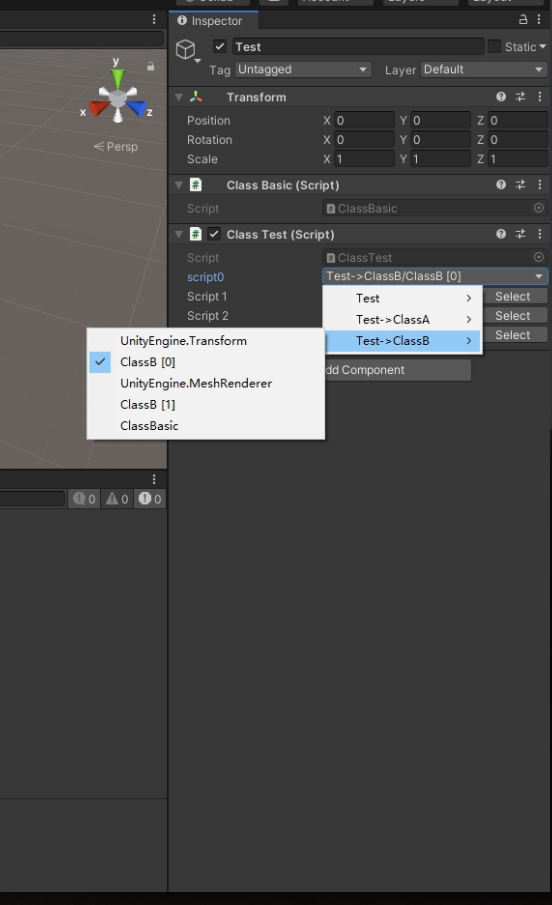 Inspector
Test
Static
Tag Untagged Layer Default
y
x
z
Persp
Transform
Position X 0 Y 0 Z 0
Rotation X 0 Y 0 Z 0
Scale X 1 Y 1 Z 1
Class Basic (Script)
Script ClassBasic
Class Test (Script)
Script ClassTest
script0 Test->ClassB/ClassB [0]
Script 1 Select
Script 2 Select
Select
Test
Test->ClassA
Test->ClassB
UnityEngine.Transform
ClassB [0]
UnityEngine.MeshRenderer
ClassB [1]
ClassBasic
dd Component
0 0 0